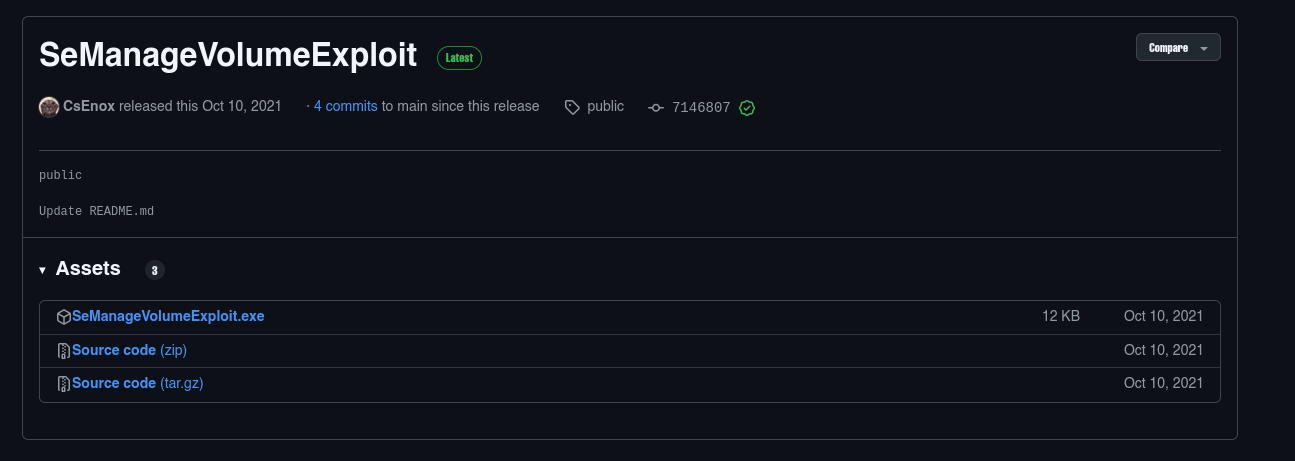 SeManageVolumeExploit Latest Compare
CsEnox released this Oct 10, 2021 · 4 commits to main since this release public 7146807
public
Update README.md
Assets 3
SeManageVolumeExploit.exe 12 KB Oct 10, 2021
Source code (zip) Oct 10, 2021
Source code (tar.gz) Oct 10, 2021